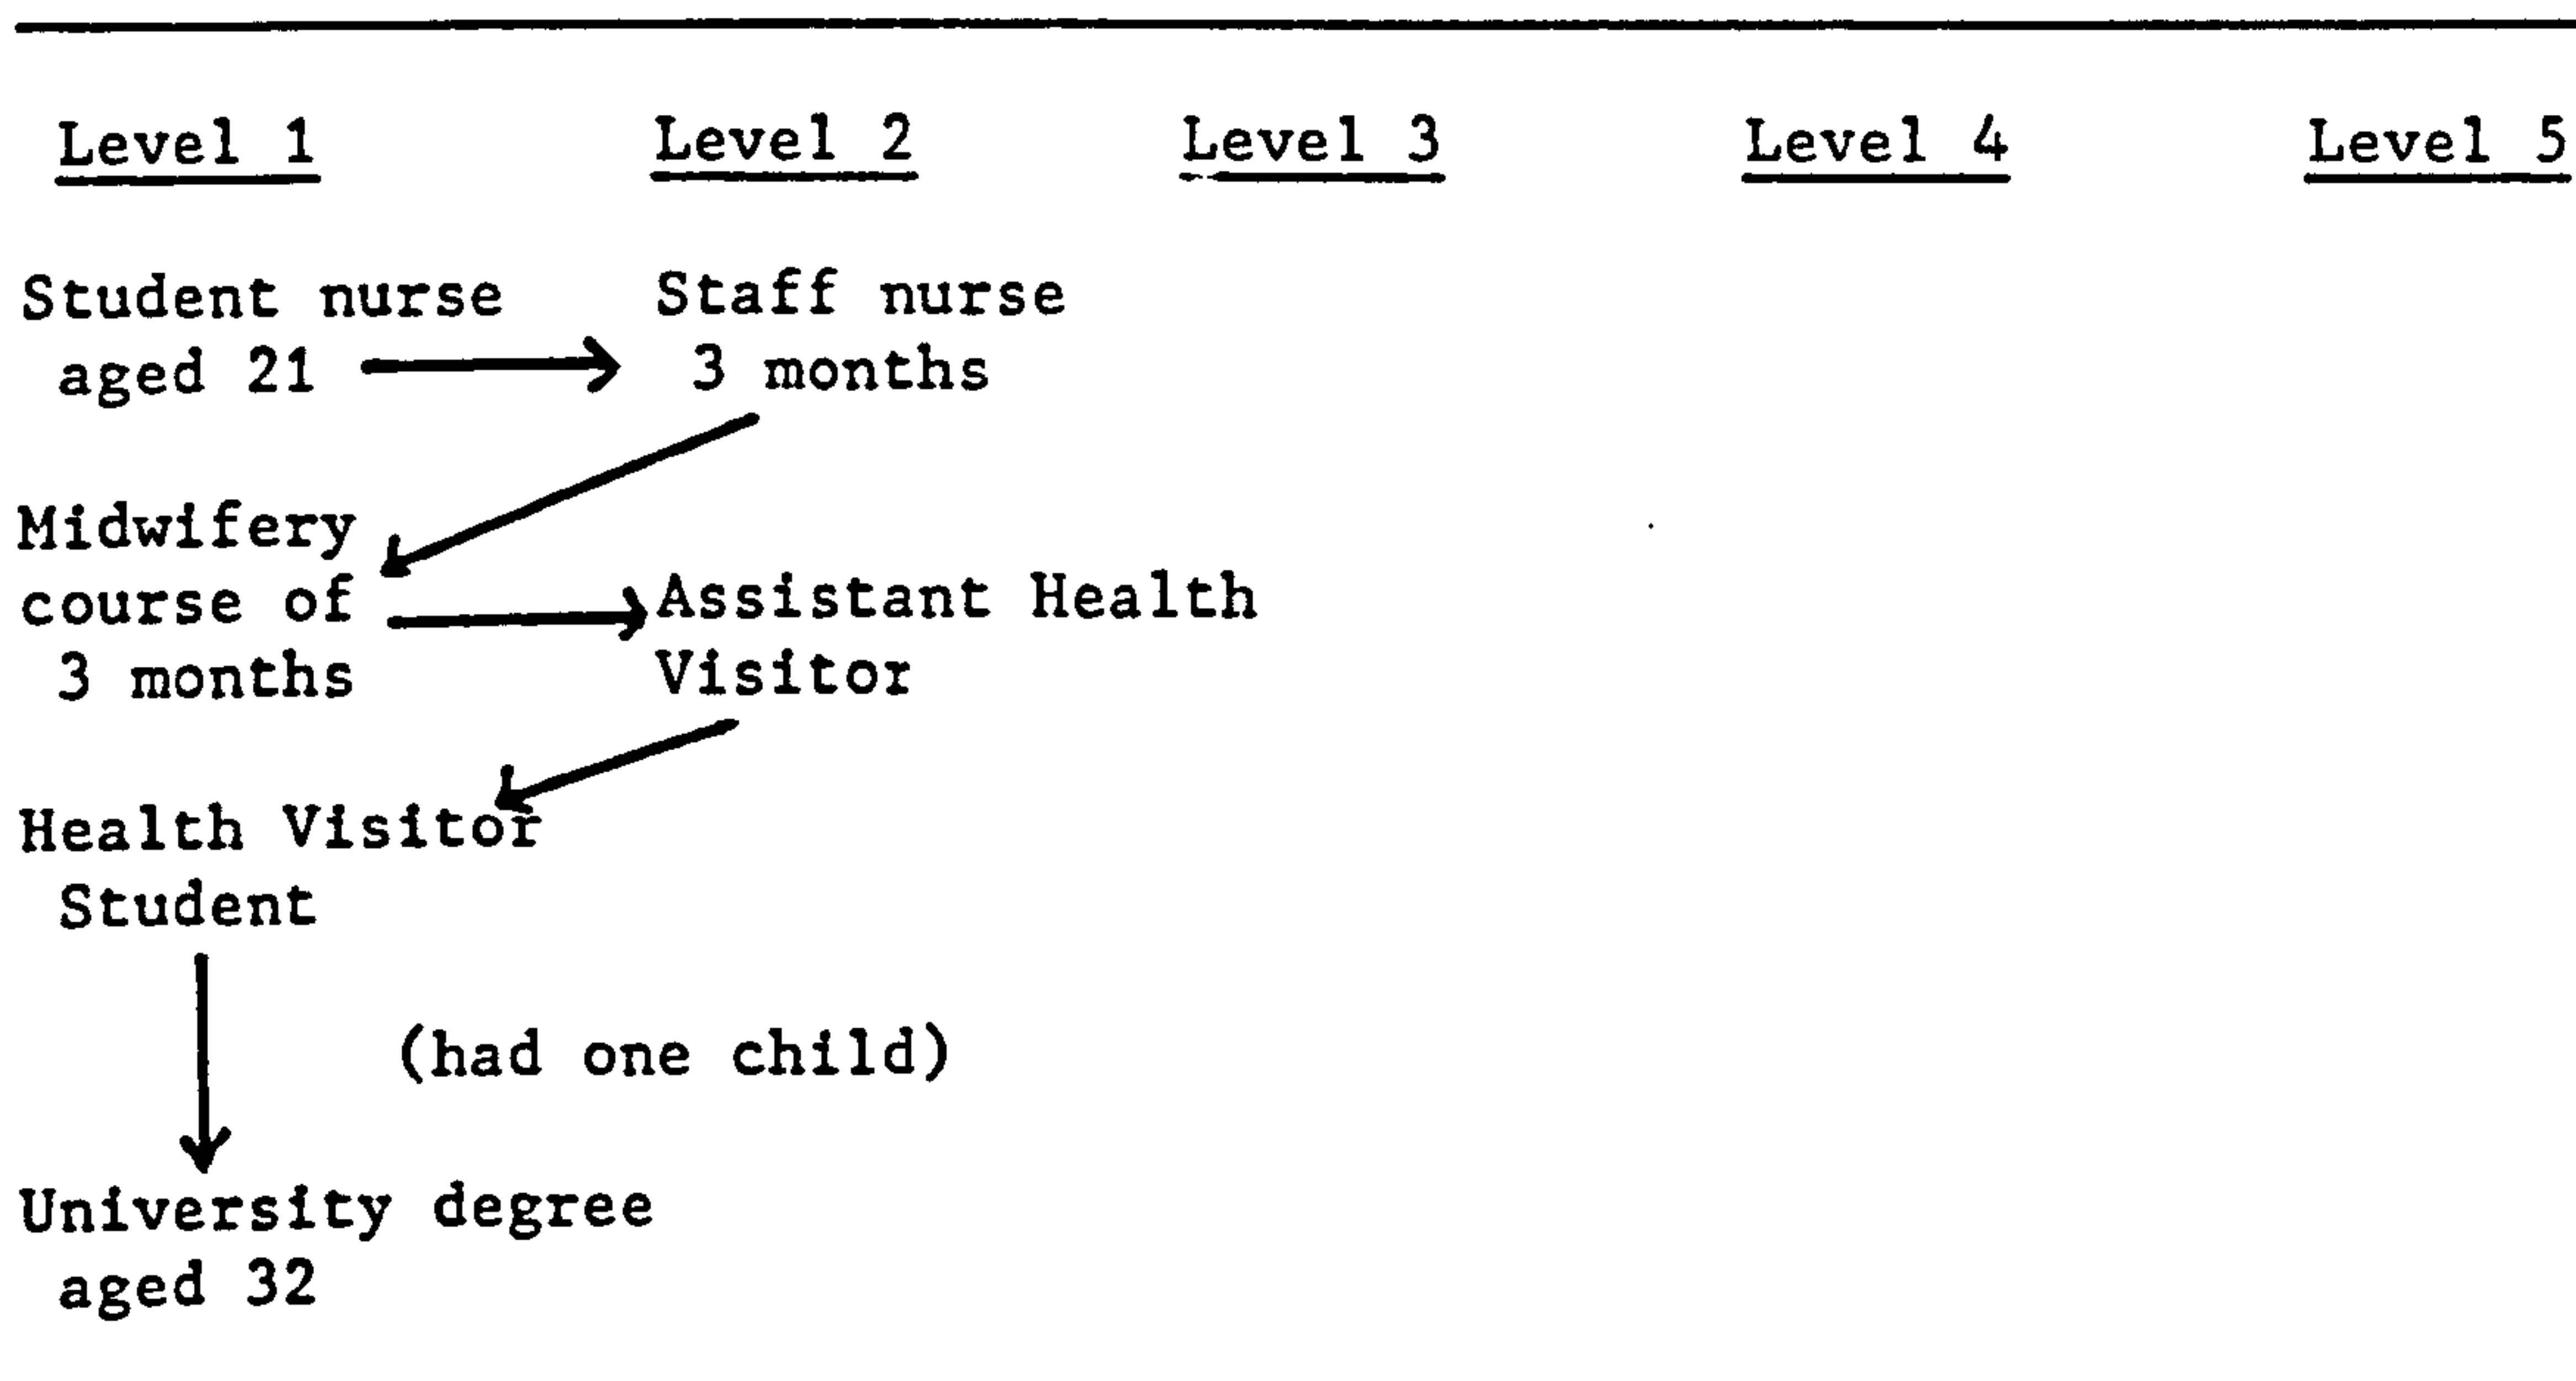 Level 1 Level 2 Level 3 Level 4 Level 5
Student nurse Staff nurse
aged 21 3 months
Midwifery
course of Assistant Health
3 months Visitor
Health Visitor
Student
(had one child)
University degree
aged 32